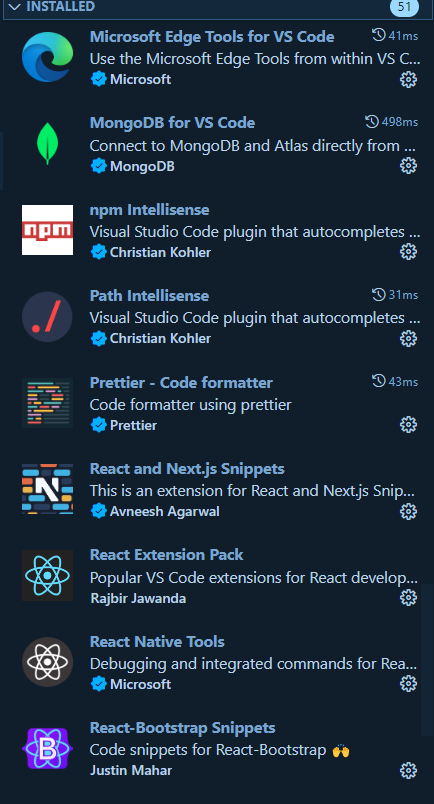 INSTALLED 51
Microsoft Edge Tools for VS Code 41ms
Use the Microsoft Edge Tools from within VS C...
Microsoft
MongoDB for VS Code 498ms
Connect to MongoDB and Atlas directly from ...
MongoDB
npm
npm Intellisense
Visual Studio Code plugin that autocompletes ...
Christian Kohler
./
Path Intellisense 31ms
Visual Studio Code plugin that autocompletes ...
Christian Kohler
Prettier - Code formatter 43ms
Code formatter using prettier
Prettier
N
React and Next.js Snippets
This is an extension for React and Next.js Snip...
Avneesh Agarwal
React Extension Pack
Popular VS Code extensions for React develop...
Rajbir Jawanda
React Native Tools
Debugging and integrated commands for Rea...
Microsoft
B
React-Bootstrap Snippets
Code snippets for React-Bootstrap 🙌
Justin Mahar